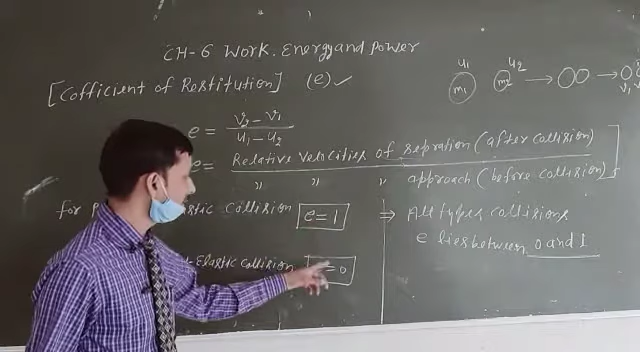 CH-6 Work. Energy and Power
[Cofficient of Restitution] (e) ✓
u1 u2
m1 m2 → →
e = v2 - v1 / u1 - u2
e = Relative velocities of sepration (after collision) / " " " approach (before collision)
For elastic collision e = 1
⇒ All types collisions
e lies between 0 and 1
Elastic collision = 0